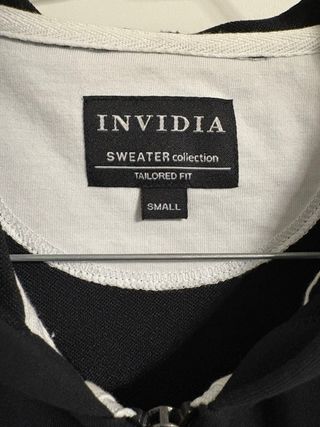 INVIDIA
SWEATER collection
TAILORED FIT
SMALL